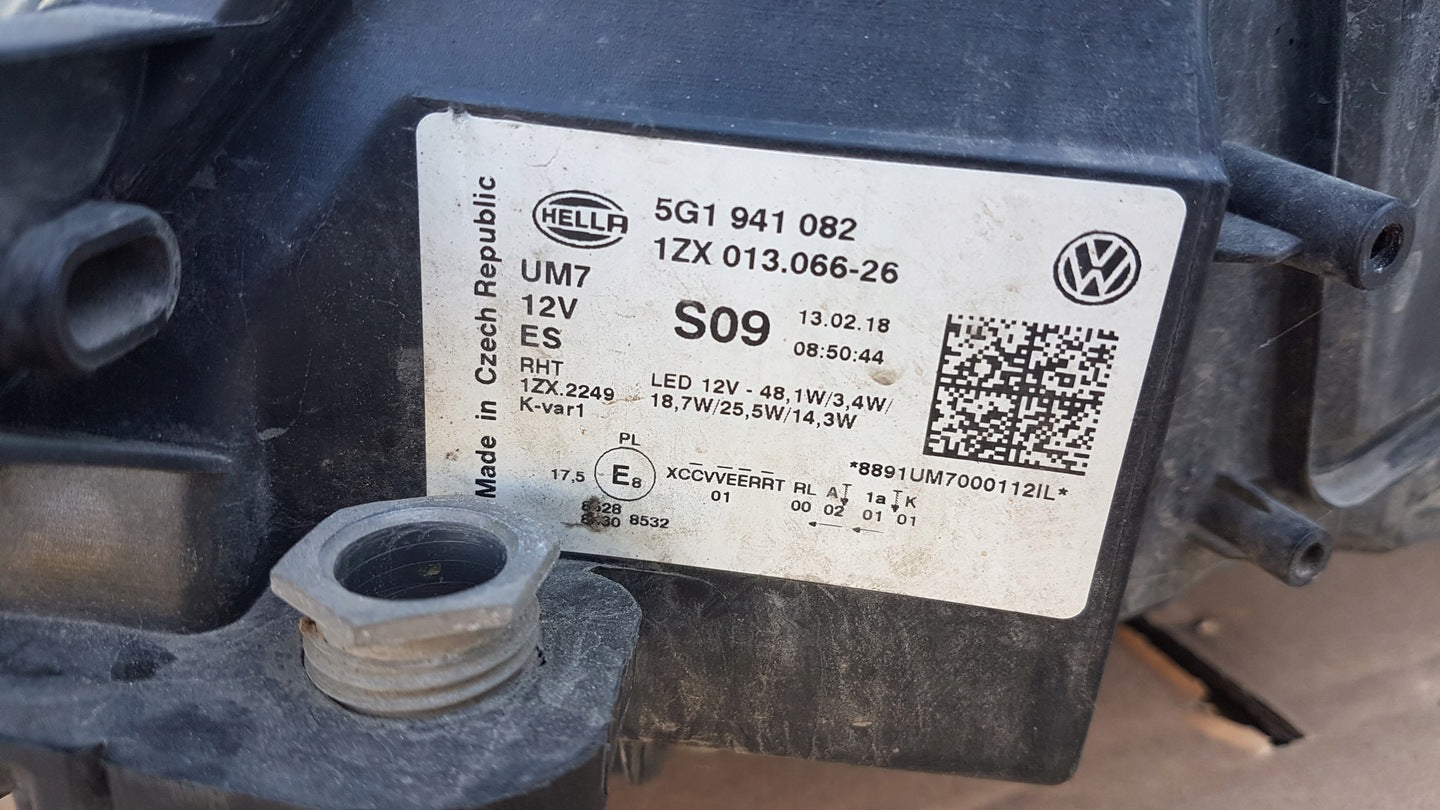 Made in Czech Republic
HELLA
5G1 941 082
1ZX 013.066-26
UM7
12V
ES
RHT
1ZX.2249
K-var1
S09
13.02.18
08:50:44
LED 12V - 48,1W/3,4W/
18,7W/25,5W/14,3W
VW
*8891UM7000112IL*
PL
17.5 E8 XCCVVEERRT RL A 1a K
01 00 02 01 01
8532